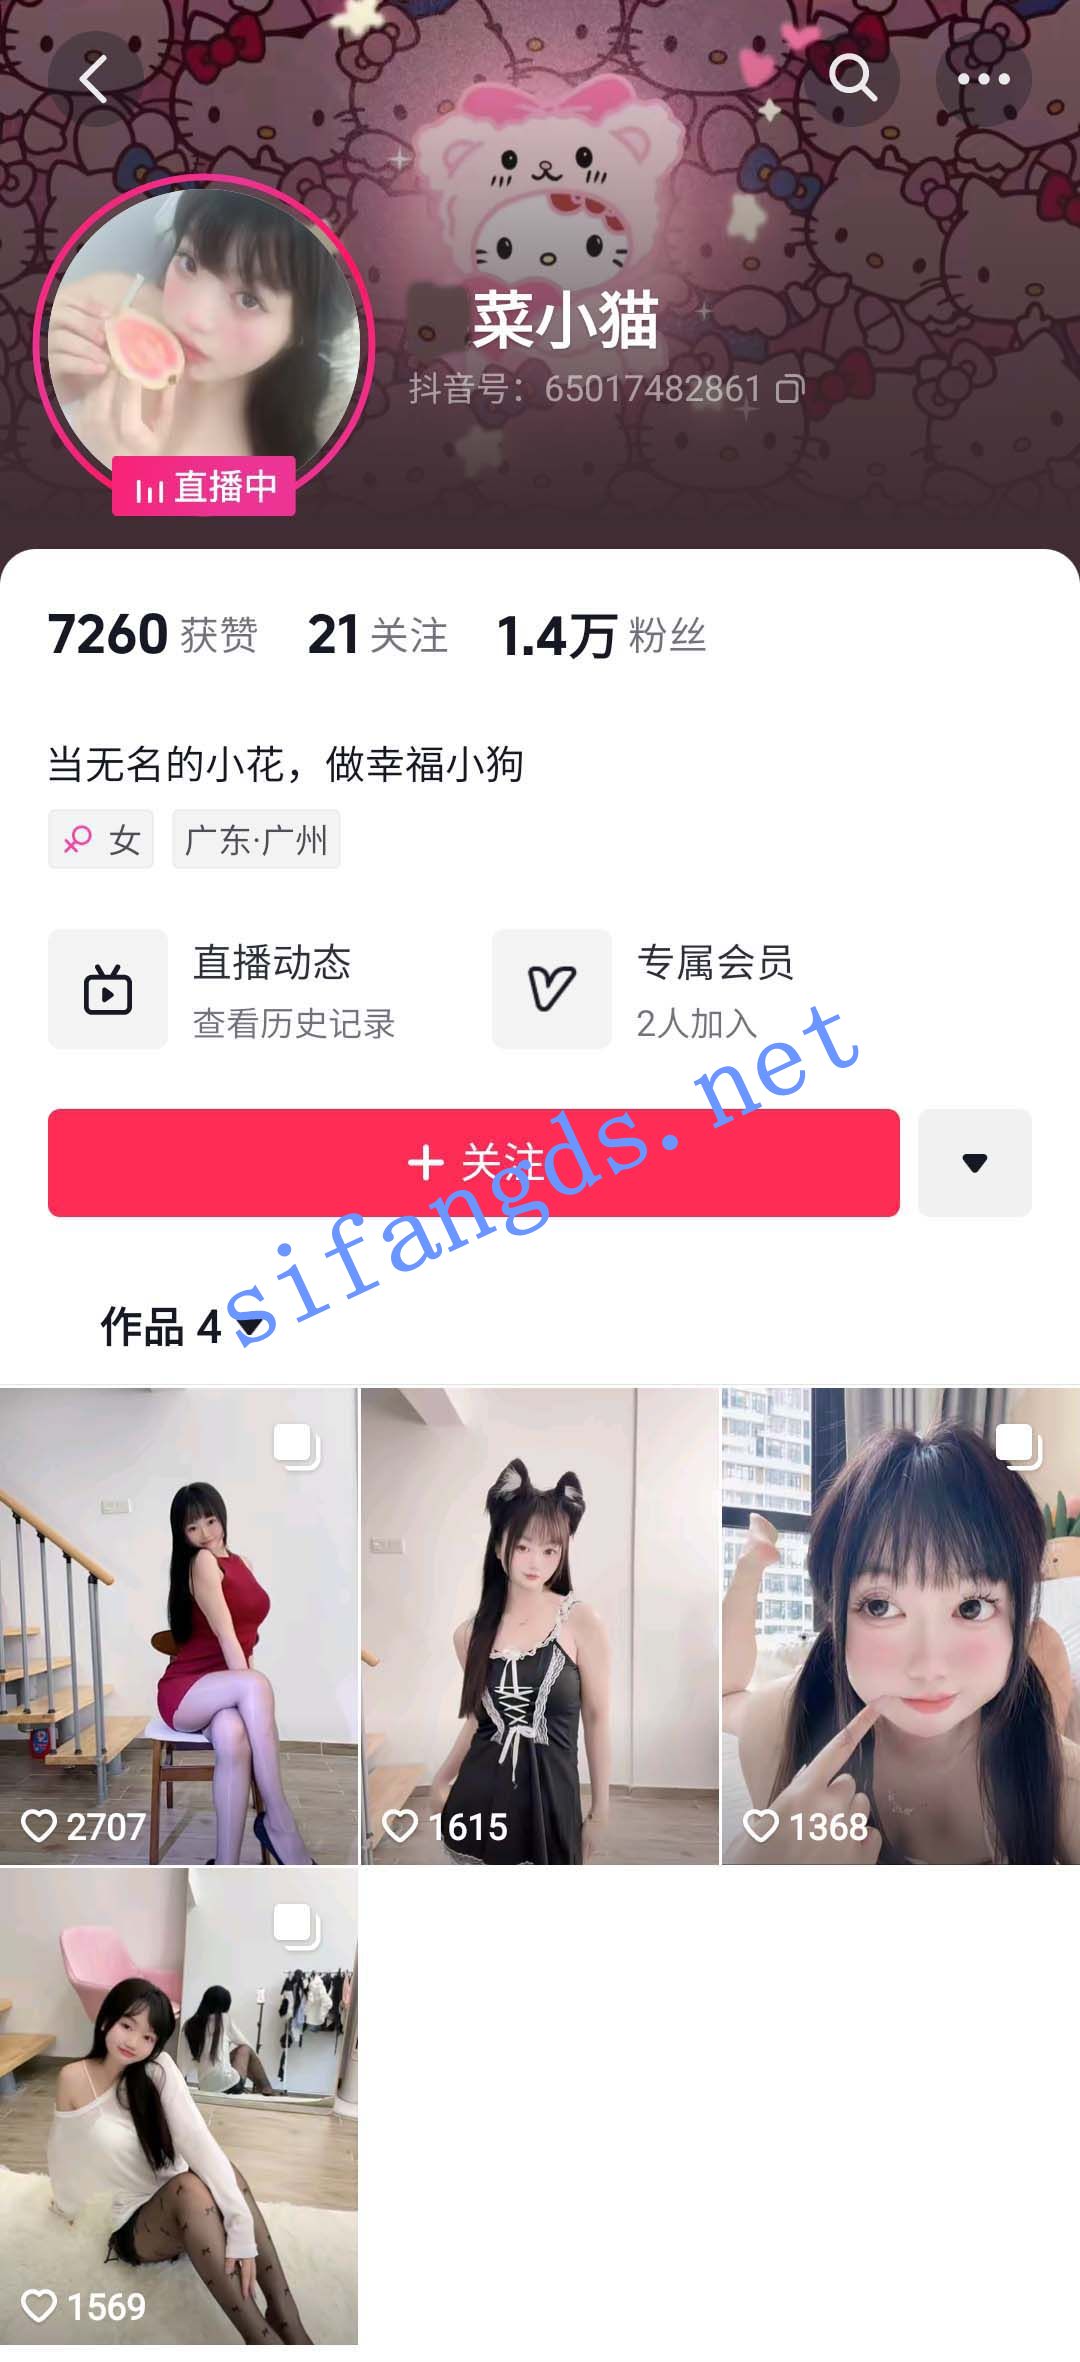 菜小猫
抖音号：65017482861
直播中
7260 获赞 21 关注 1.4万 粉丝
当无名的小花，做幸福小狗
女 广东·广州
直播动态 专属会员
查看历史记录 2人加入
+ 关注
sifangds.net
作品 4
2707 1615 1368
1569